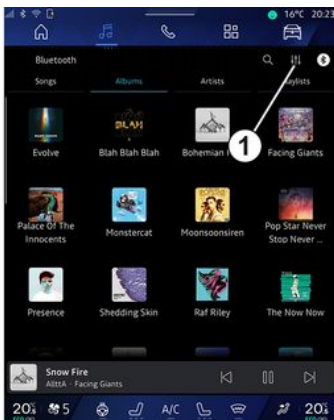 16°C 20:23
Bluetooth
Songs Albums Artists
1
BLAH
Evolve Blah Blah Blah Bohemian Facing Giants
Palace Of The
Innocents
Monstercat Moonsoonsiren
Pop Star Never
Stop Never ...
Presence Shedding Skin Raf Riley The Now Now
Snow Fire
AllttA - Facing Giants
20.5 5 A/C 20.5